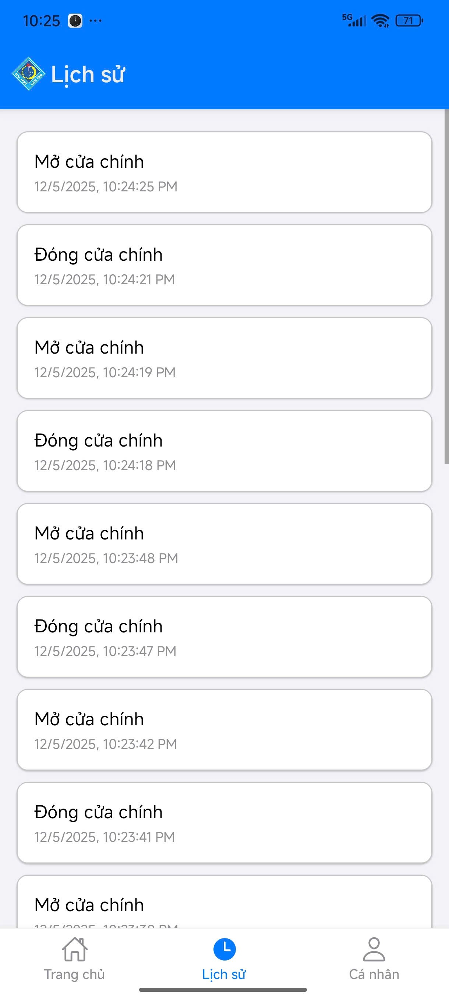 10:25
5G
71
ĐẠI HỌC CẦN THƠ
Lịch sử
Mở cửa chính
12/5/2025, 10:24:25 PM
Đóng cửa chính
12/5/2025, 10:24:21 PM
Mở cửa chính
12/5/2025, 10:24:19 PM
Đóng cửa chính
12/5/2025, 10:24:18 PM
Mở cửa chính
12/5/2025, 10:23:48 PM
Đóng cửa chính
12/5/2025, 10:23:47 PM
Mở cửa chính
12/5/2025, 10:23:42 PM
Đóng cửa chính
12/5/2025, 10:23:41 PM
Mở cửa chính
Trang chủ
Lịch sử
Cá nhân